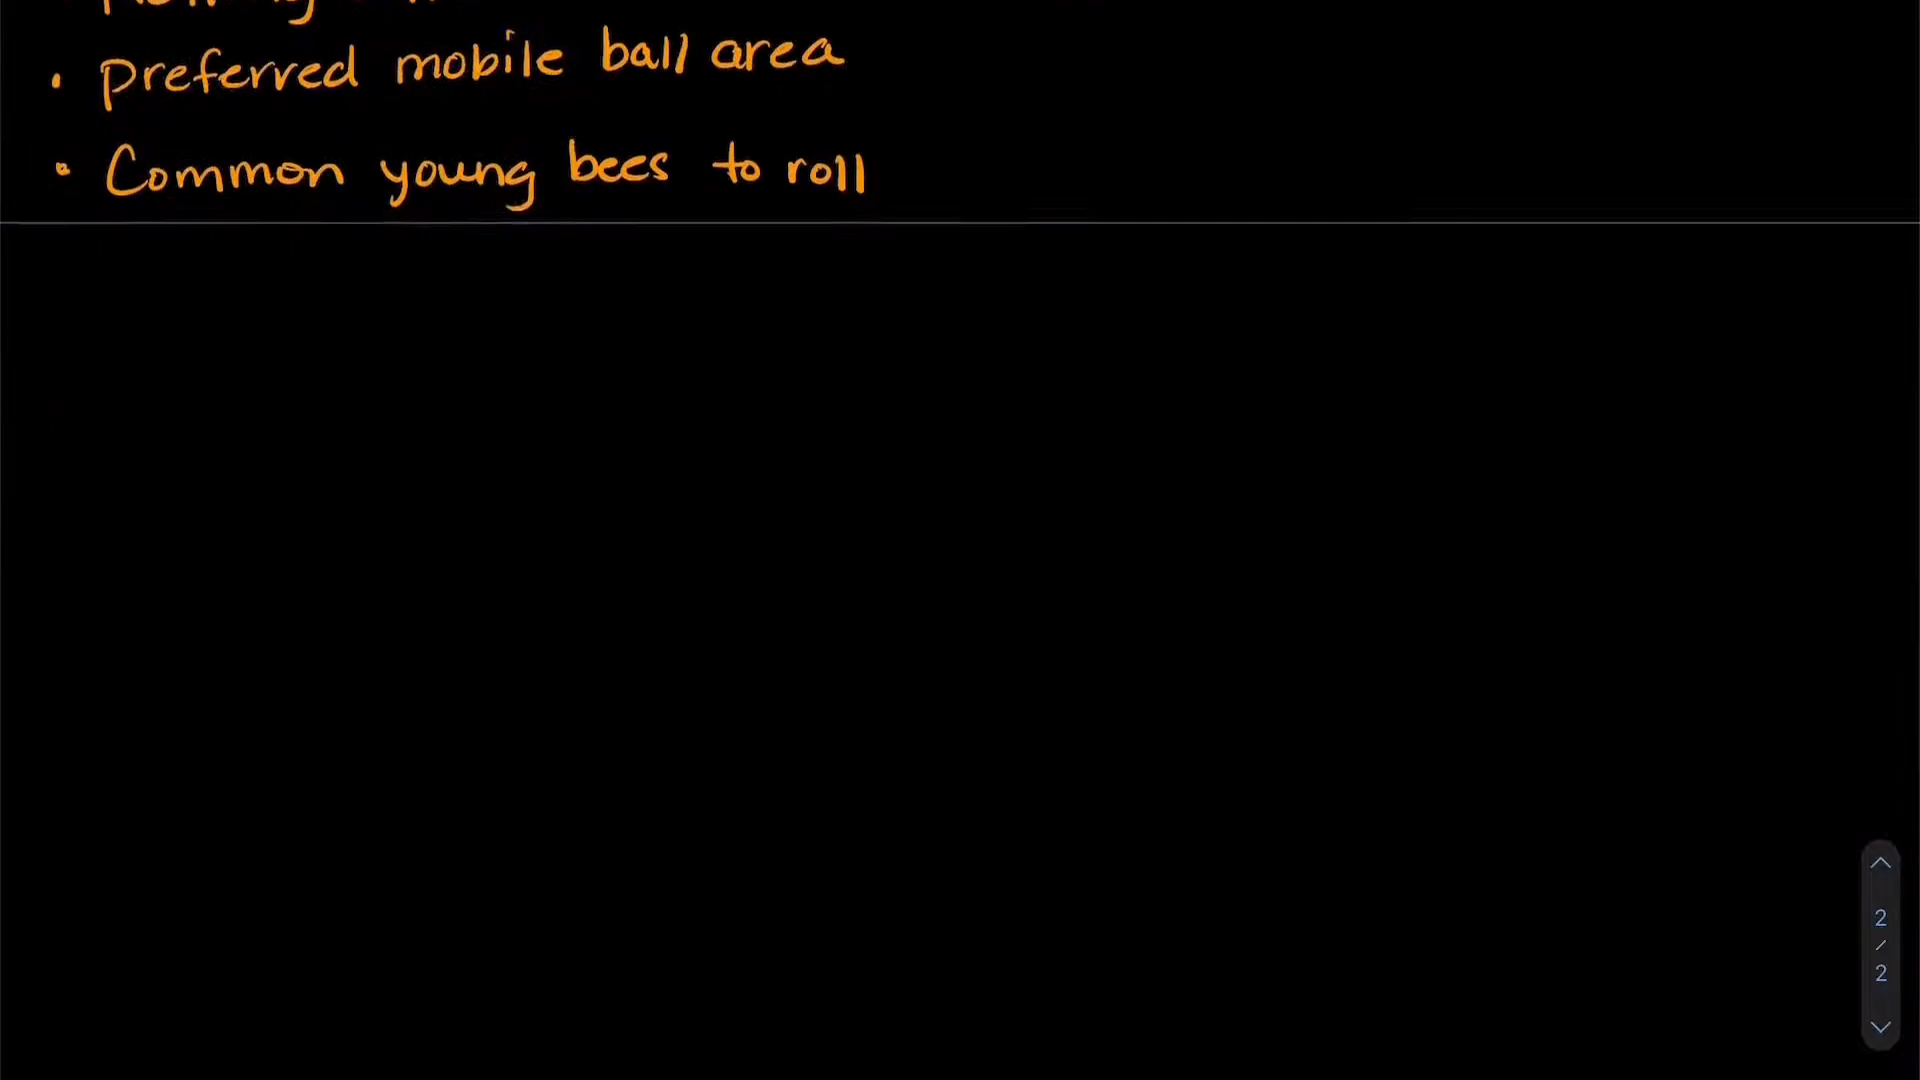 • preferred mobile ball area
• Common young bees to roll
2
/
2